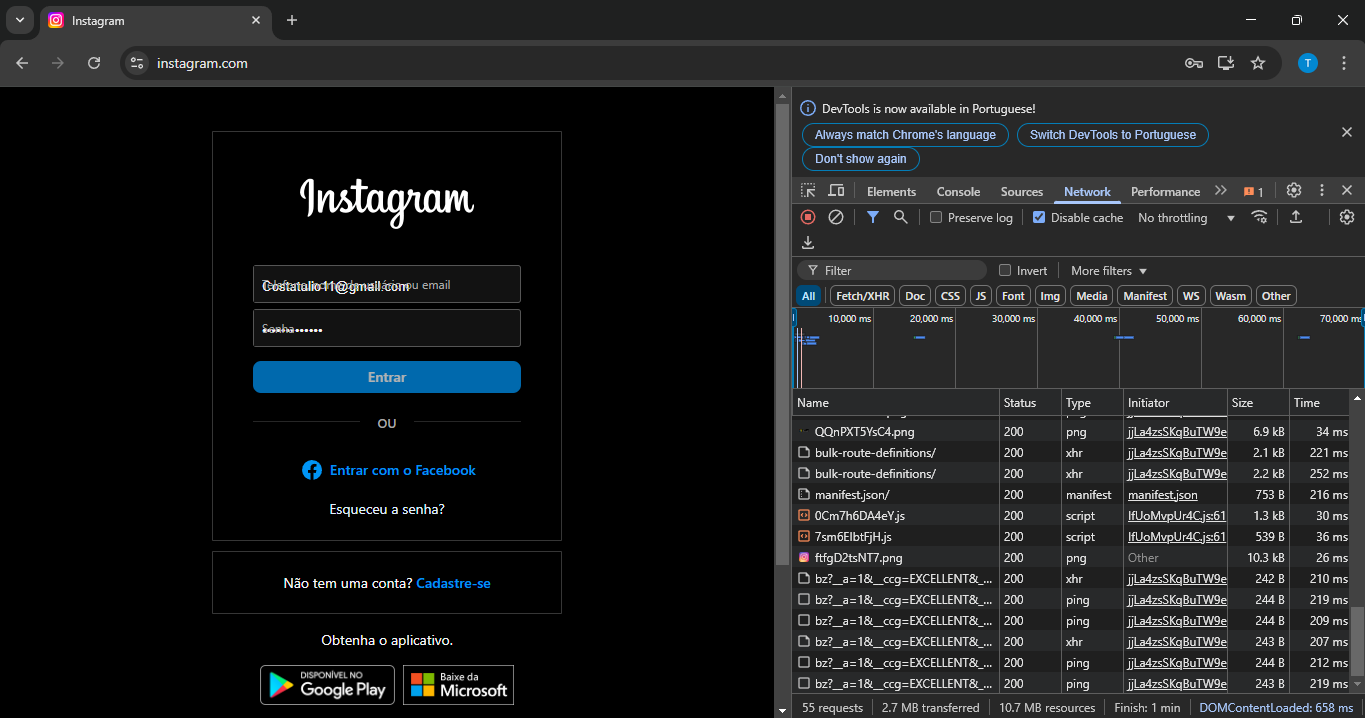 Instagram
instagram.com
T
Instagram
Costatulio11@gmail.com
ou email
Senha
Entrar
OU
Entrar com o Facebook
Esqueceu a senha?
Não tem uma conta? Cadastre-se
Obtenha o aplicativo.
DISPONÍVEL NO
Google Play
Baixe da
Microsoft
DevTools is now available in Portuguese!
Always match Chrome's language
Switch DevTools to Portuguese
Don't show again
Elements Console Sources Network Performance 1
Preserve log Disable cache No throttling
Filter Invert More filters
All Fetch/XHR Doc CSS JS Font Img Media Manifest WS Wasm Other
10,000 ms 20,000 ms 30,000 ms 40,000 ms 50,000 ms 60,000 ms 70,000 ms
Name Status Type Initiator Size Time
QQnPXT5YsC4.png 200 png jjLa4zsSKqBuTW9e 6.9 kB 34 ms
bulk-route-definitions/ 200 xhr jjLa4zsSKqBuTW9e 2.1 kB 221 ms
bulk-route-definitions/ 200 xhr jjLa4zsSKqBuTW9e 2.2 kB 252 ms
manifest.json/ 200 manifest manifest.json 753 B 216 ms
0Cm7h6DA4eY.js 200 script IfUoMvpUr4C.js:61 1.3 kB 30 ms
7sm6ElbtFjH.js 200 script IfUoMvpUr4C.js:61 539 B 36 ms
ftfgD2tsNT7.png 200 png Other 10.3 kB 26 ms
bz?__a=1&__ccg=EXCELLENT&_... 200 xhr jjLa4zsSKqBuTW9e 242 B 210 ms
bz?__a=1&__ccg=EXCELLENT&_... 200 ping jjLa4zsSKqBuTW9e 244 B 219 ms
bz?__a=1&__ccg=EXCELLENT&_... 200 ping jjLa4zsSKqBuTW9e 244 B 209 ms
bz?__a=1&__ccg=EXCELLENT&_... 200 xhr jjLa4zsSKqBuTW9e 243 B 207 ms
bz?__a=1&__ccg=EXCELLENT&_... 200 ping jjLa4zsSKqBuTW9e 244 B 212 ms
bz?__a=1&__ccg=EXCELLENT&_... 200 ping jjLa4zsSKqBuTW9e 243 B 219 ms
55 requests 2.7 MB transferred 10.7 MB resources Finish: 1 min DOMContentLoaded: 658 ms